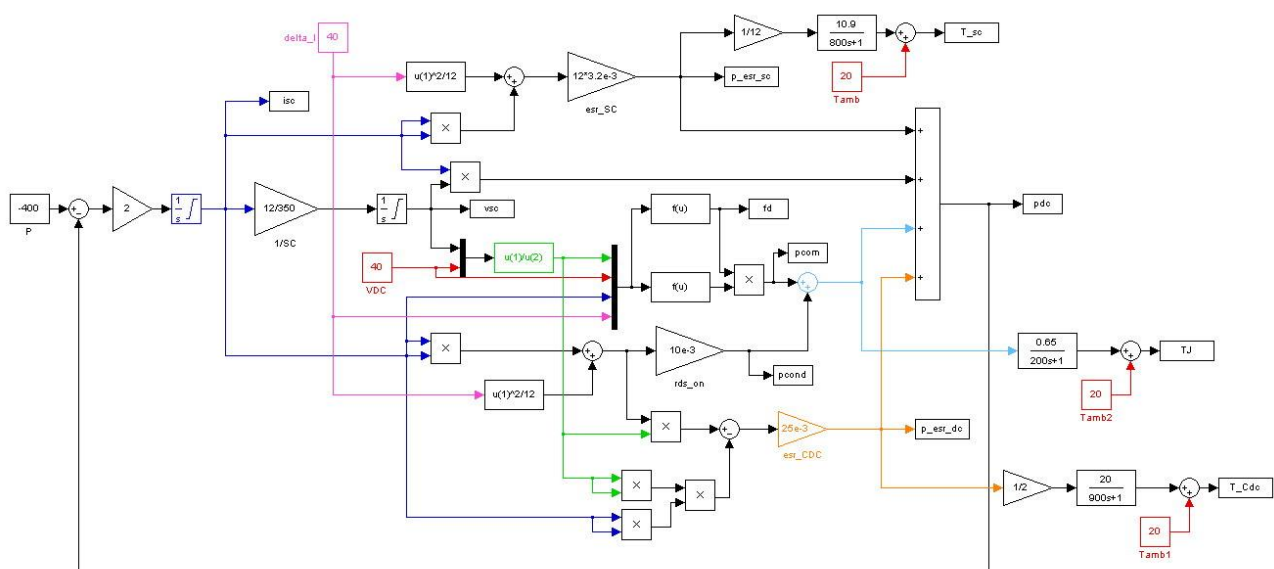 delta_I
40
isc
u(1)^2/12
+
+
12*3.2e-3
esr_SC
1/12
10.9
800s+1
+
+
T_sc
20
Tamb
p_esr_sc
×
×
-400
P
+
-
2
1
s
12/350
1/SC
1
s
vsc
40
VDC
u(1)/u(2)
f(u)
fd
f(u)
×
pcom
+
+
+
+
+
+
pdc
×
+
+
10e-3
rds_on
pcond
0.65
200s+1
+
+
TJ
20
Tamb2
u(1)^2/12
×
+
-
25e-3
esr_CDC
p_esr_dc
×
×
×
1/2
20
900s+1
+
+
T_Cdc
20
Tamb1